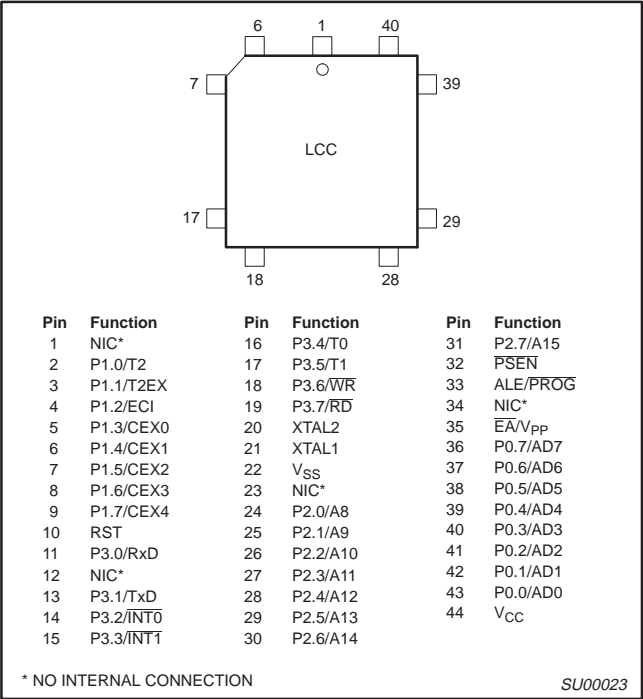 6 1 40
7 39
LCC
17 29
18 28
Pin Function Pin Function Pin Function
1 NIC* 16 P3.4/T0 31 P2.7/A15
2 P1.0/T2 17 P3.5/T1 32 P̅S̅E̅N̅
3 P1.1/T2EX 18 P3.6/W̅R̅ 33 ALE/P̅R̅O̅G̅
4 P1.2/ECI 19 P3.7/R̅D̅ 34 NIC*
5 P1.3/CEX0 20 XTAL2 35 E̅A̅/VPP
6 P1.4/CEX1 21 XTAL1 36 P0.7/AD7
7 P1.5/CEX2 22 VSS 37 P0.6/AD6
8 P1.6/CEX3 23 NIC* 38 P0.5/AD5
9 P1.7/CEX4 24 P2.0/A8 39 P0.4/AD4
10 RST 25 P2.1/A9 40 P0.3/AD3
11 P3.0/RxD 26 P2.2/A10 41 P0.2/AD2
12 NIC* 27 P2.3/A11 42 P0.1/AD1
13 P3.1/TxD 28 P2.4/A12 43 P0.0/AD0
14 P3.2/I̅N̅T̅0̅ 29 P2.5/A13 44 VCC
15 P3.3/I̅N̅T̅1̅ 30 P2.6/A14
* NO INTERNAL CONNECTION SU00023